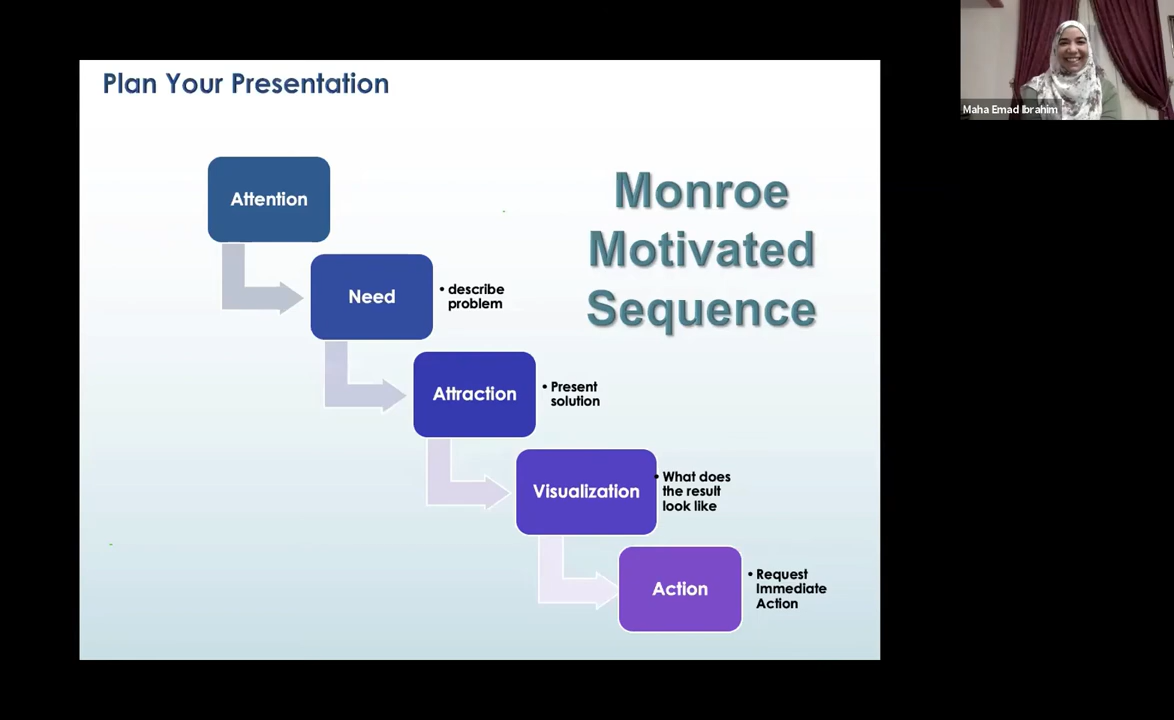 Plan Your Presentation
Maha Emad Ibrahim
Monroe
Motivated
Sequence
Attention
Need
• describe
problem
Attraction
• Present
solution
Visualization
• What does
the result
look like
Action
• Request
Immediate
Action